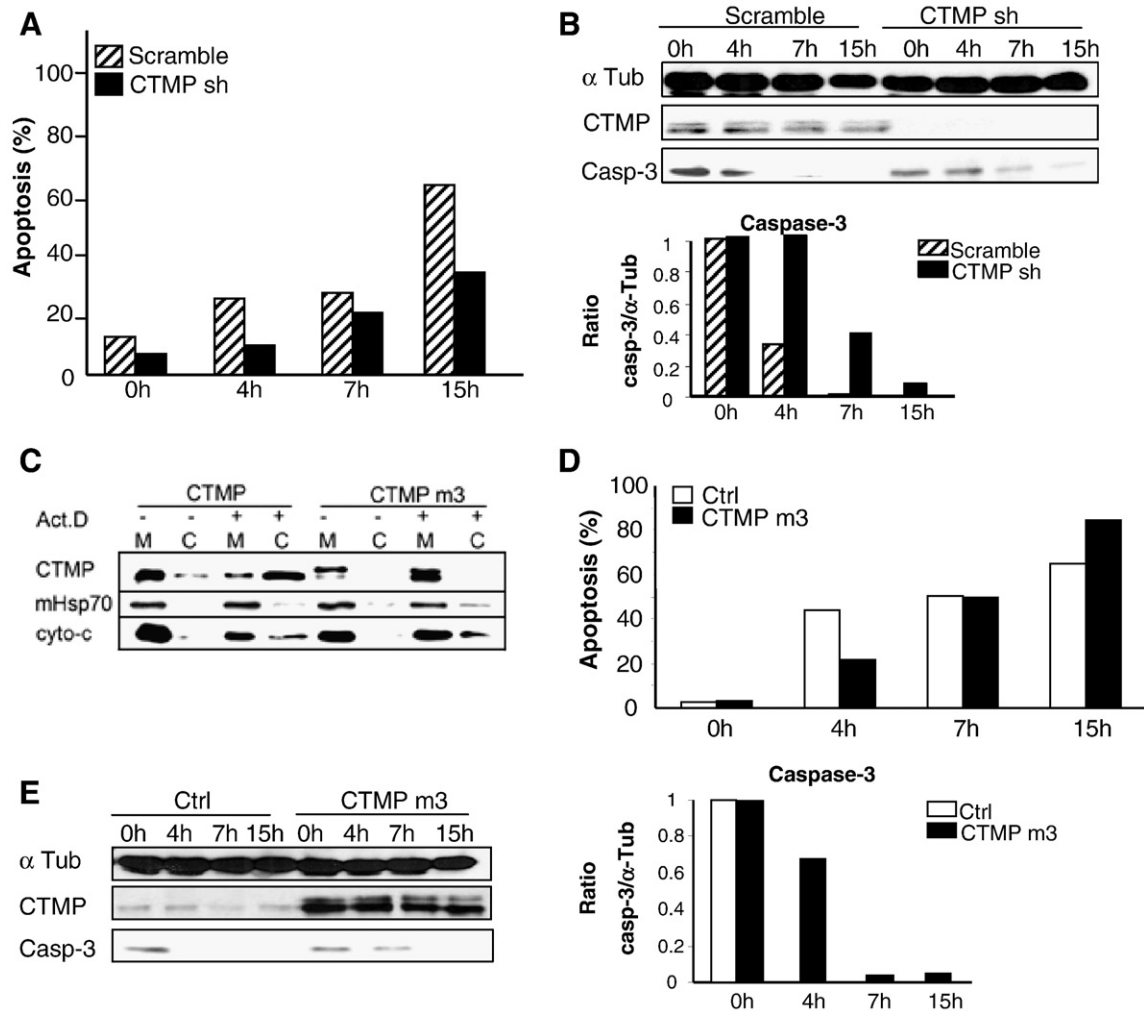 A
Scramble
CTMP sh
Apoptosis (%)
100
80
60
40
20
0
0h 4h 7h 15h
B
Scramble CTMP sh
0h 4h 7h 15h 0h 4h 7h 15h
α Tub
CTMP
Casp-3
Caspase-3
Scramble
CTMP sh
Ratio
casp-3/α-Tub
1
0.8
0.6
0.4
0.2
0
0h 4h 7h 15h
C
CTMP CTMP m3
Act.D - - + + - - + +
M C M C M C M C
CTMP
mHsp70
cyto-c
D
Ctrl
CTMP m3
Apoptosis (%)
100
80
60
40
20
0
0h 4h 7h 15h
E
Ctrl CTMP m3
0h 4h 7h 15h 0h 4h 7h 15h
α Tub
CTMP
Casp-3
Caspase-3
Ctrl
CTMP m3
Ratio
casp-3/α-Tub
1
0.8
0.6
0.4
0.2
0
0h 4h 7h 15h